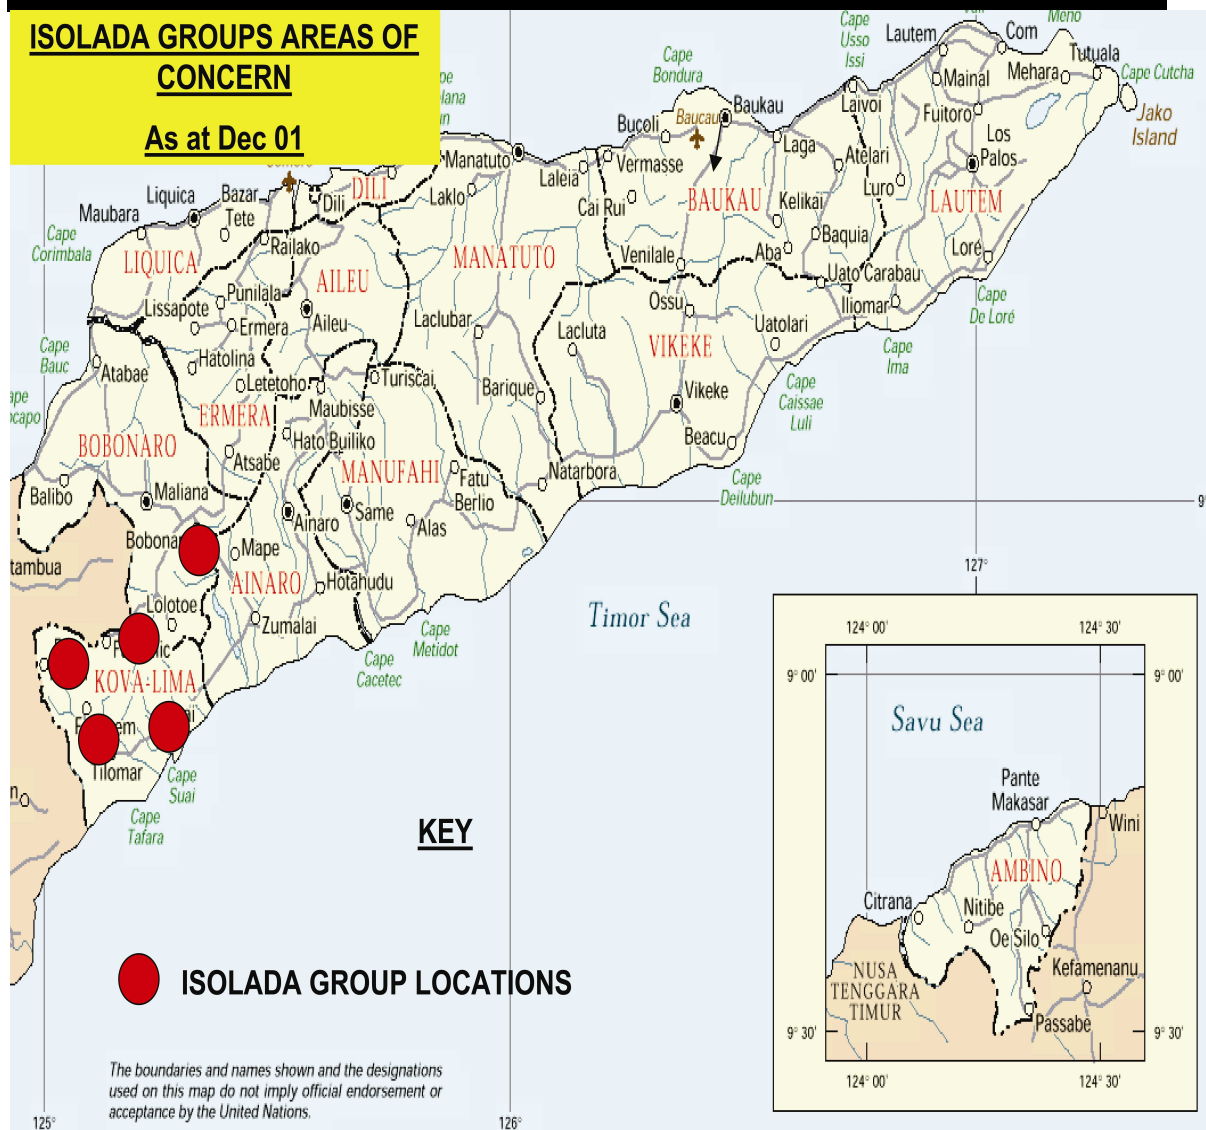 ISOLADA GROUPS AREAS OF
CONCERN
As at Dec 01
Cape
Bondura
Cape
Usso
Issi
Lautem
Com
Tutuala
Mehara
Mainal
Cape Cutcha
Jako
Island
Laivoi
Fuitoro
Baukau
Baucau
Bucoli
Los
Palos
Manatuto
Laleia
Vermasse
Laga
Atelari
Luro
LAUTEM
Liquica
Bazar
Tete
Maubara
DILI
Dili
Laklo
Cai Rui
BAUKAU
Kelikai
Baquia
Aba
Loré
Cape
Corimbala
Railako
LIQUICA
AILEU
MANATUTO
Venilale
Uato Carabau
Iliomar
Cape
De Loré
Lissapote
Punilala
Ermera
Aileu
Laclubar
Lacluta
Ossu
Uatolari
VIKEKE
Cape
Ima
Cape
Bauc
Atabae
Hatolina
Letetoho
Turiscai
Barique
Vikeke
Cape
Caissae
Luli
ERMERA
Maubisse
Hato Builiko
Beacu
BOBONARO
Atsabe
MANUFAHI
Fatu
Berlio
Natarbora
Cape
Deilubun
Balibo
Maliana
Ainaro
Same
Alas
Mape
AINARO
Hotahudu
127°
Lolotoe
Zumalai
Cape
Metidot
Timor Sea
Cape
Cacetec
KOVA-LIMA
Tilomar
Cape
Suai
Cape
Tafara
KEY
ISOLADA GROUP LOCATIONS
The boundaries and names shown and the designations
used on this map do not imply official endorsement or
acceptance by the United Nations.
125°
126°
124° 00'
124° 30'
9° 00'
9° 00'
Savu Sea
Pante
Makasar
Wini
AMBINO
Citrana
Nitibe
Oe Silo
NUSA
TENGGARA
TIMUR
Kefamenanu
Passabe
9° 30'
9° 30'
124° 00'
124° 30'